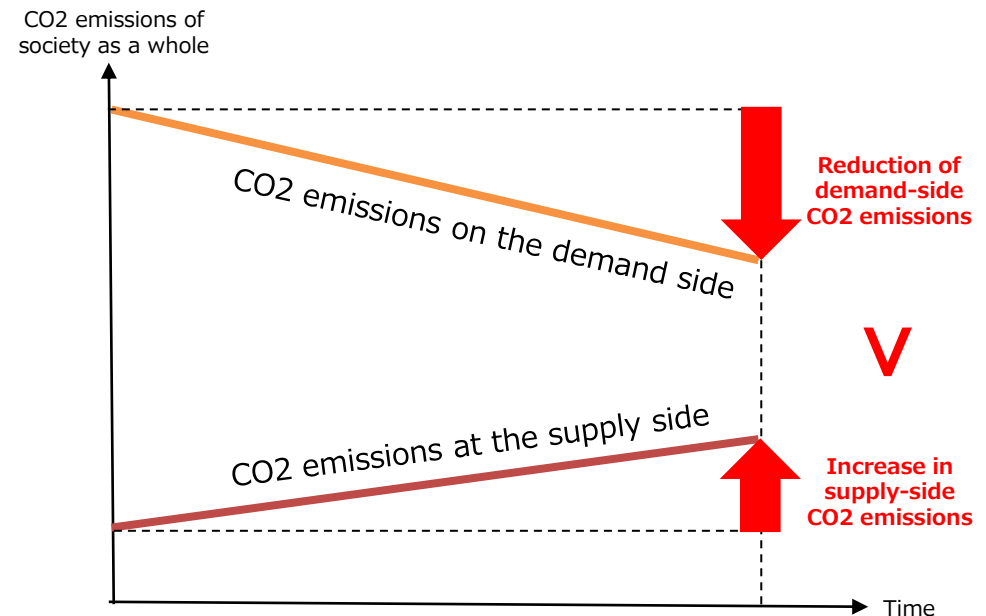 CO2 emissions of
society as a whole
Reduction of
demand-side
CO2 emissions
CO2 emissions on the demand side
V
CO2 emissions at the supply side
Increase in
supply-side
CO2 emissions
Time